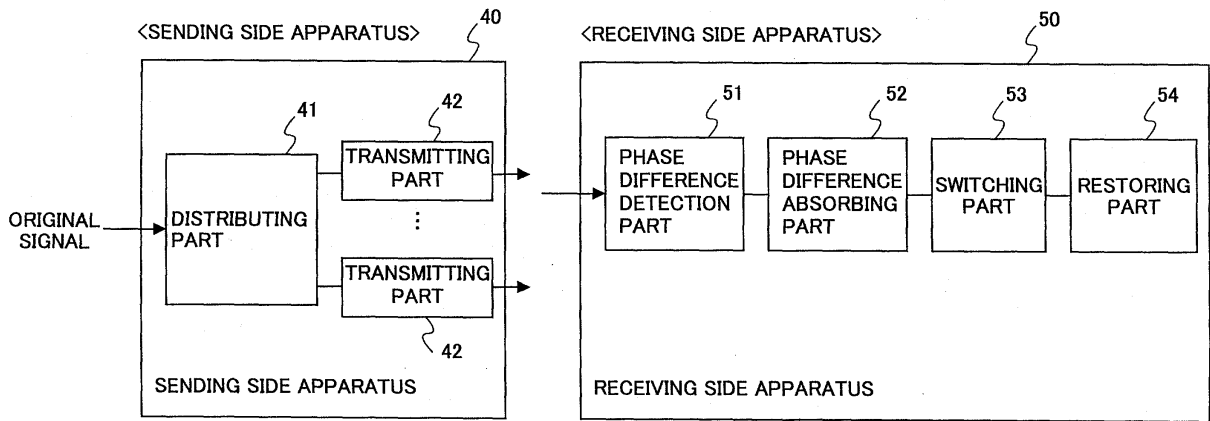 <SENDING SIDE APPARATUS>
40
41
42
ORIGINAL
SIGNAL
DISTRIBUTING
PART
TRANSMITTING
PART
⋮
TRANSMITTING
PART
42
SENDING SIDE APPARATUS
<RECEIVING SIDE APPARATUS>
50
51
52
53
54
PHASE
DIFFERENCE
DETECTION
PART
PHASE
DIFFERENCE
ABSORBING
PART
SWITCHING
PART
RESTORING
PART
RECEIVING SIDE APPARATUS